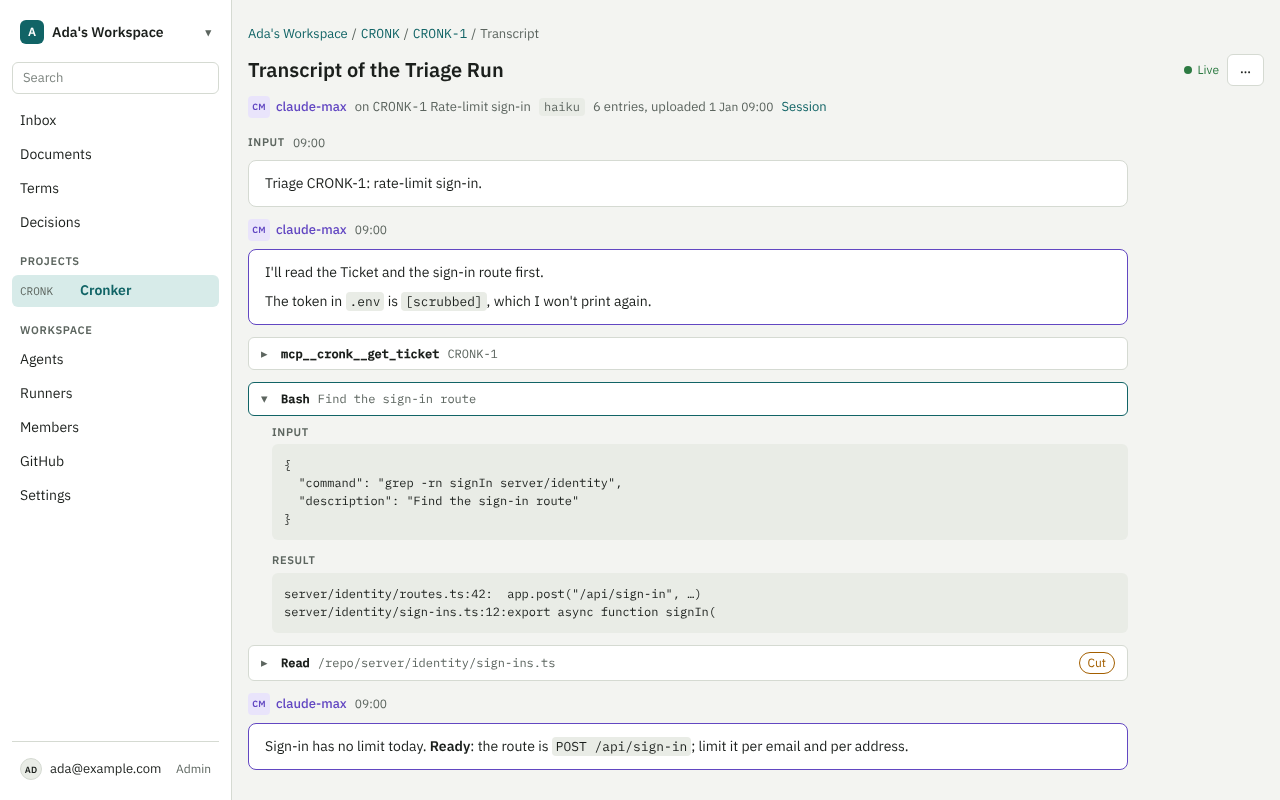 A Ada's Workspace ▾
Search
Inbox
Documents
Terms
Decisions
PROJECTS
CRONK Cronker
WORKSPACE
Agents
Runners
Members
GitHub
Settings
AD ada@example.com Admin
Ada's Workspace / CRONK / CRONK-1 / Transcript
Transcript of the Triage Run
Live …
CM claude-max on CRONK-1 Rate-limit sign-in haiku 6 entries, uploaded 1 Jan 09:00 Session
INPUT 09:00
Triage CRONK-1: rate-limit sign-in.
CM claude-max 09:00
I'll read the Ticket and the sign-in route first.
The token in .env is [scrubbed], which I won't print again.
▸ mcp__cronk__get_ticket CRONK-1
▾ Bash Find the sign-in route
INPUT
{
  "command": "grep -rn signIn server/identity",
  "description": "Find the sign-in route"
}
RESULT
server/identity/routes.ts:42:  app.post("/api/sign-in", …)
server/identity/sign-ins.ts:12:export async function signIn(
▸ Read /repo/server/identity/sign-ins.ts Cut
CM claude-max 09:00
Sign-in has no limit today. Ready: the route is POST /api/sign-in; limit it per email and per address.